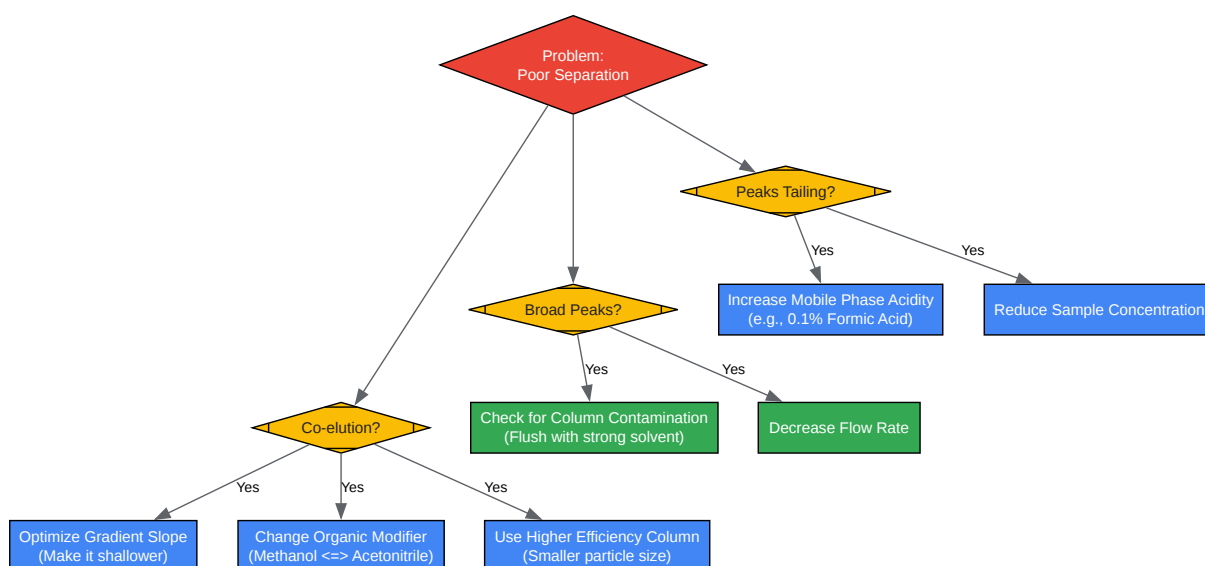 Problem:
Poor Separation
Peaks Tailing?
Yes
Yes
Increase Mobile Phase Acidity
(e.g., 0.1% Formic Acid)
Reduce Sample Concentration
Broad Peaks?
Yes
Yes
Check for Column Contamination
(Flush with strong solvent)
Decrease Flow Rate
Co-elution?
Yes
Yes
Yes
Optimize Gradient Slope
(Make it shallower)
Change Organic Modifier
(Methanol <=> Acetonitrile)
Use Higher Efficiency Column
(Smaller particle size)